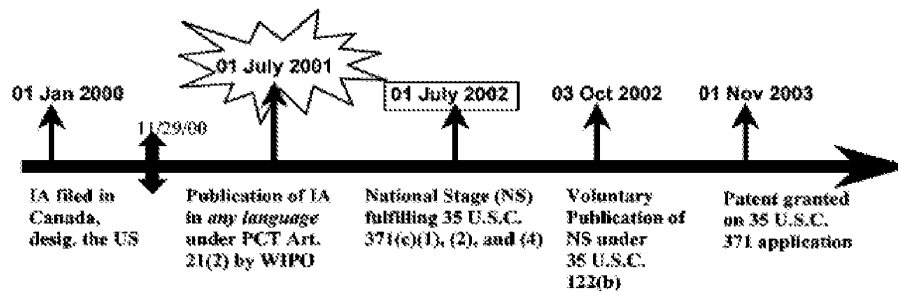 01 July 2001
01 Jan 2000
01 July 2002
03 Oct 2002
01 Nov 2003
11/29/00
IA filed in
Canada,
desig. the US
Publication of IA
in any language
under PCT Art.
21(2) by WIPO
National Stage (NS)
fulfilling 35 U.S.C.
371(c)(1), (2), and (4)
Voluntary
Publication of
NS under
35 U.S.C.
122(b)
Patent granted
on 35 U.S.C.
371 application